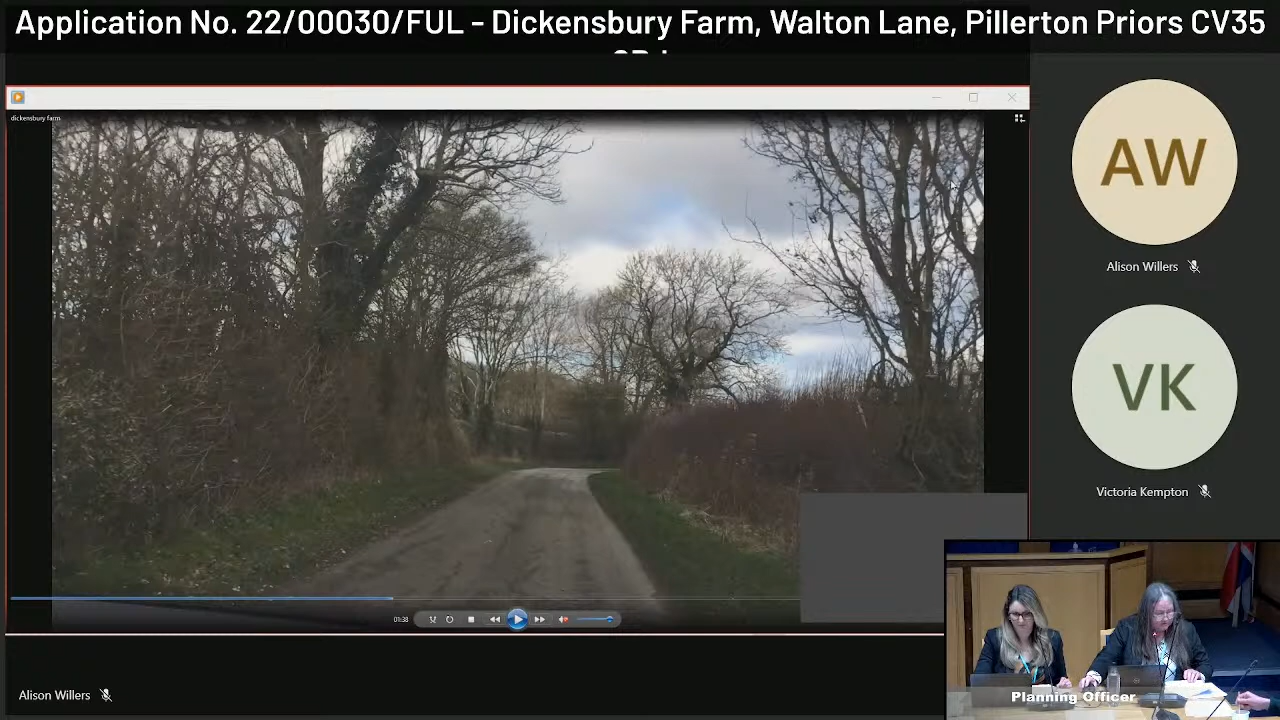 Application No. 22/00030/FUL - Dickensbury Farm, Walton Lane, Pillerton Priors CV35
dickensbury farm
AW
Alison Willers
VK
Victoria Kempton
01:38
Planning Officer
Alison Willers